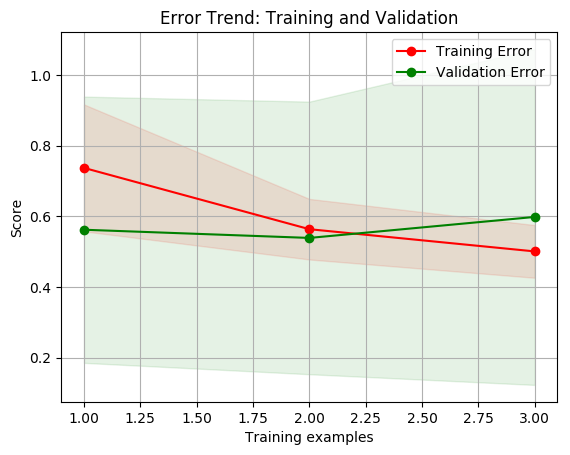 Error Trend: Training and Validation
Training Error
Validation Error
1.0
0.8
0.6
0.4
0.2
Score
1.00 1.25 1.50 1.75 2.00 2.25 2.50 2.75 3.00
Training examples